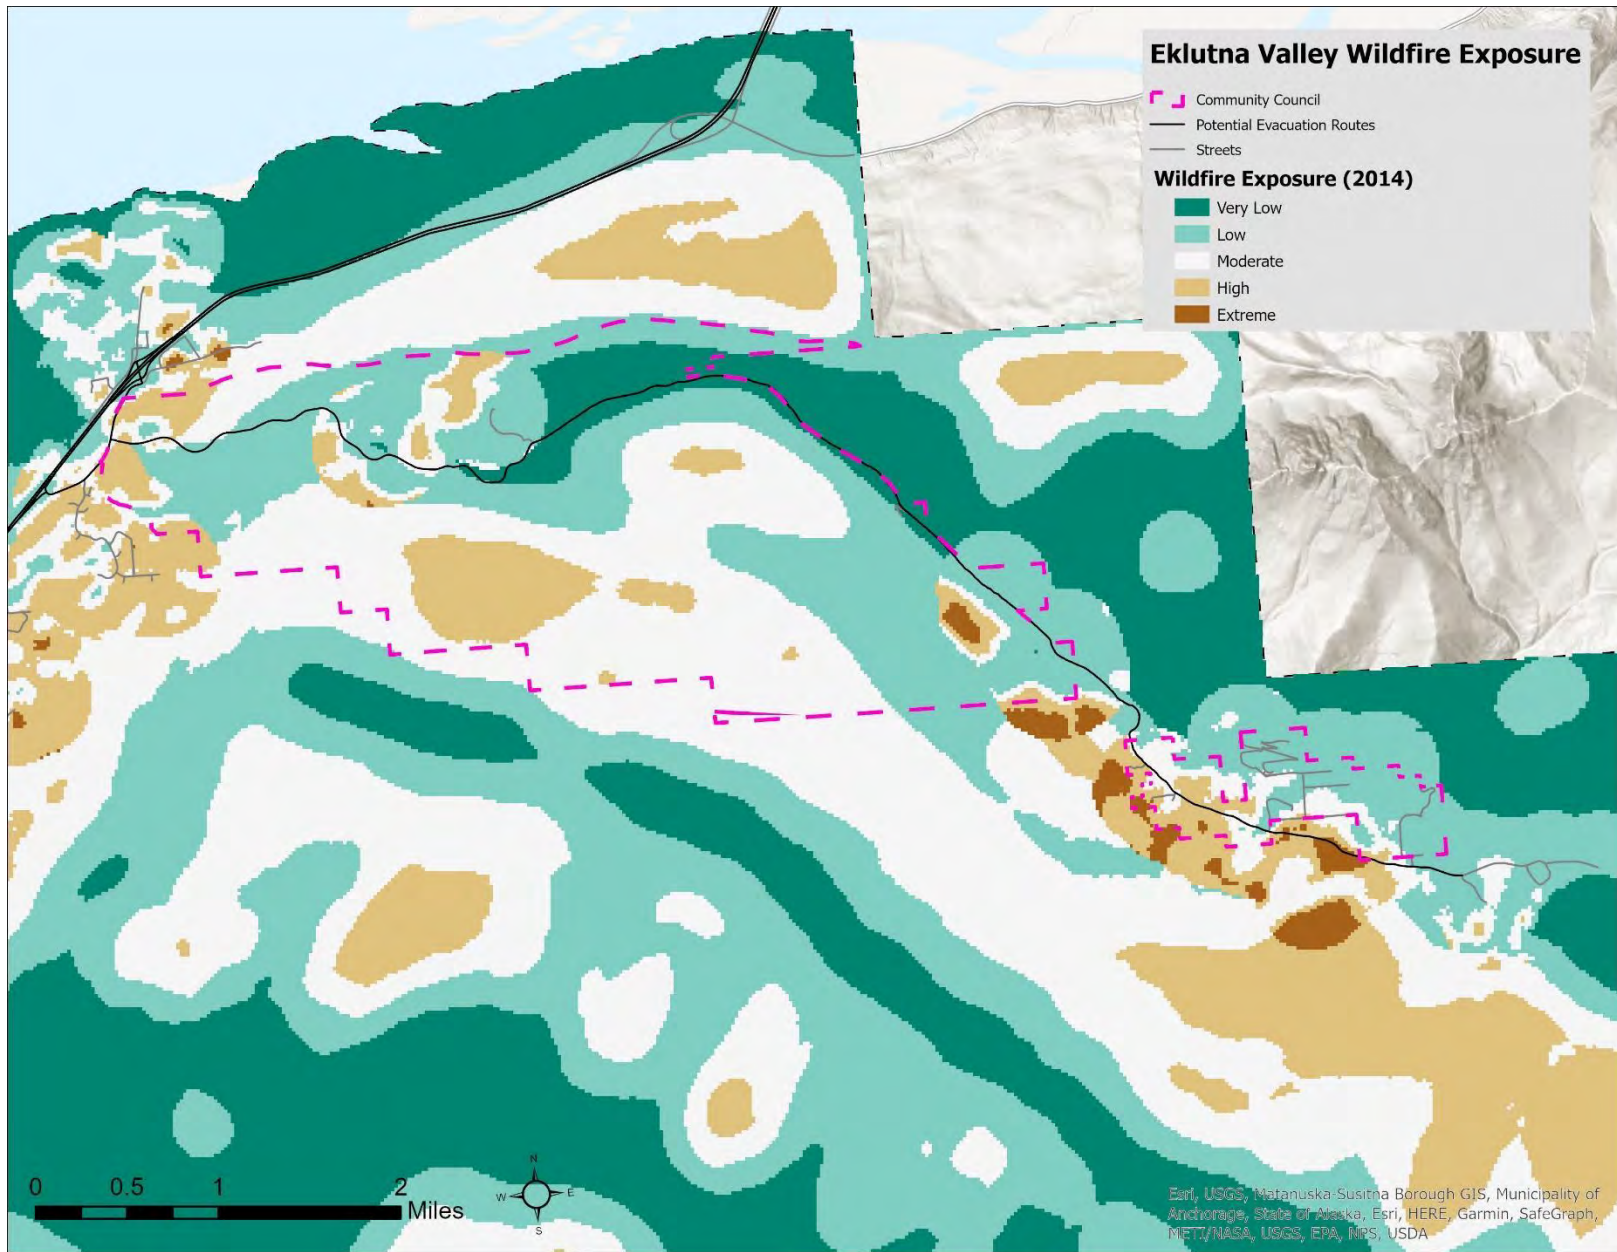 Eklutna Valley Wildfire Exposure
Community Council
Potential Evacuation Routes
Streets
Wildfire Exposure (2014)
Very Low
Low
Moderate
High
Extreme
0 0.5 1 2
Miles
N
W E
S
Esri, USGS, Matanuska-Susitna Borough GIS, Municipality of
Anchorage, State of Alaska, Esri, HERE, Garmin, SafeGraph,
METI/NASA, USGS, EPA, NPS, USDA